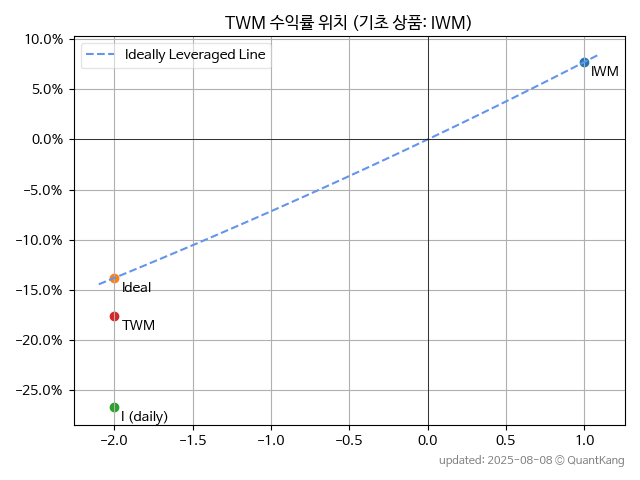 TWM 수익률 위치 (기초 상품: IWM)
10.0%
5.0%
0.0%
−5.0%
−10.0%
−15.0%
−20.0%
−25.0%
Ideally Leveraged Line
IWM
Ideal
TWM
I (daily)
−2.0 −1.5 −1.0 −0.5 0.0 0.5 1.0
updated: 2025-08-08 © QuantKang